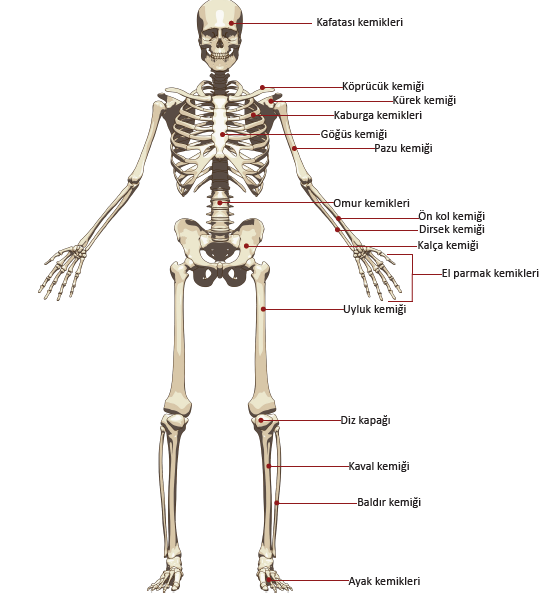 Kafatası kemikleri
Köprücük kemiği
Kürek kemiği
Kaburga kemikleri
Göğüs kemiği
Pazu kemiği
Omur kemikleri
Ön kol kemiği
Dirsek kemiği
Kalça kemiği
El parmak kemikleri
Uyluk kemiği
Diz kapağı
Kaval kemiği
Baldır kemiği
Ayak kemikleri